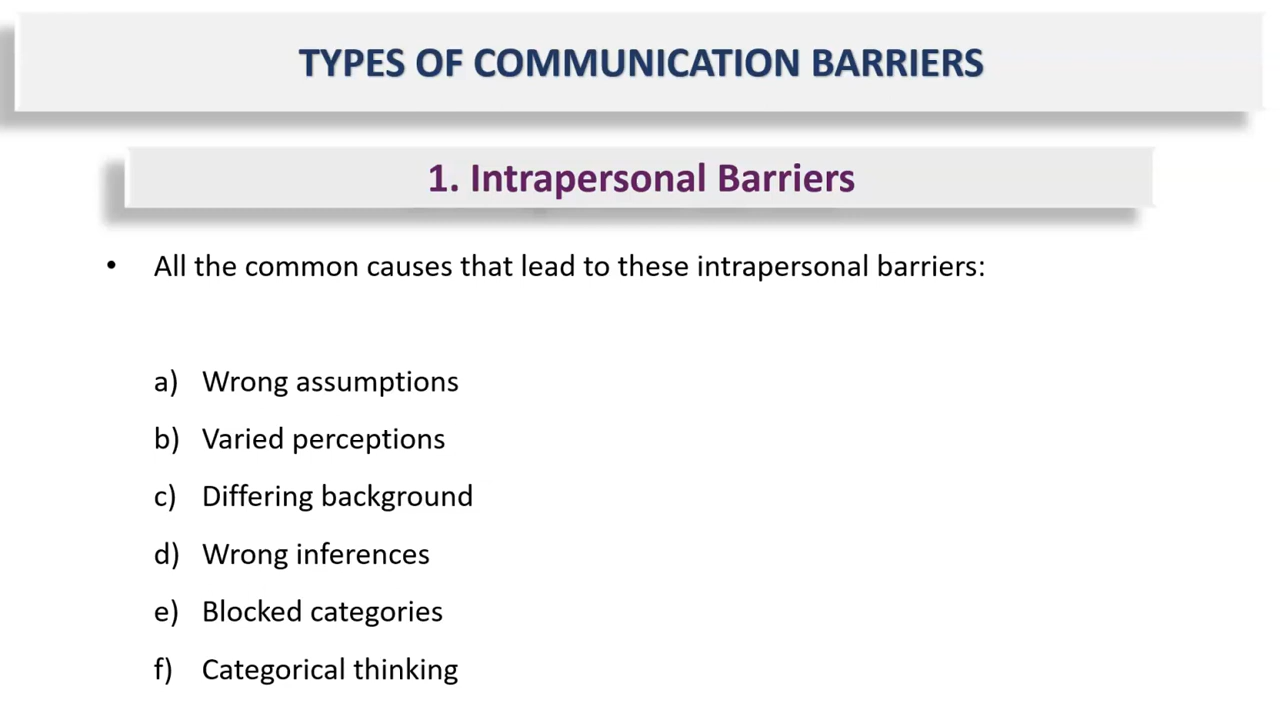 TYPES OF COMMUNICATION BARRIERS
1. Intrapersonal Barriers
• All the common causes that lead to these intrapersonal barriers:
a) Wrong assumptions
b) Varied perceptions
c) Differing background
d) Wrong inferences
e) Blocked categories
f) Categorical thinking